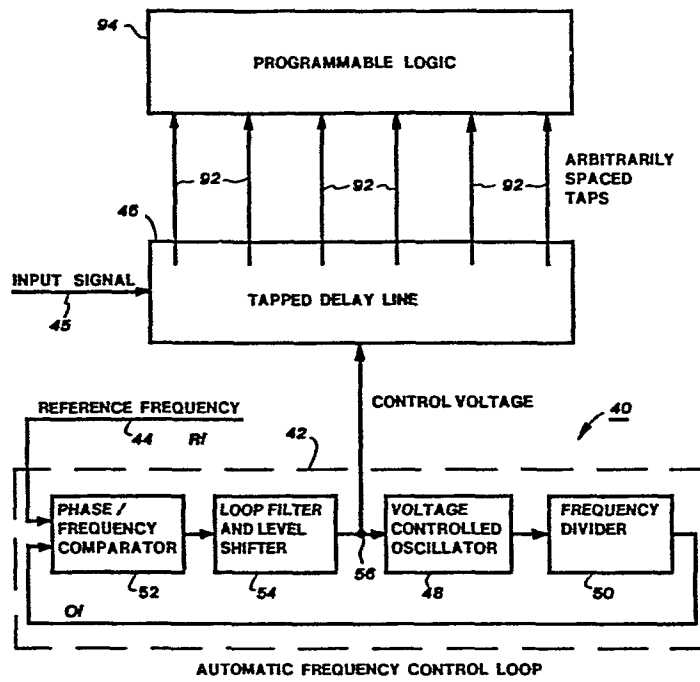 94
PROGRAMMABLE LOGIC
92
92
92
ARBITRARILY
SPACED
TAPS
46
INPUT SIGNAL
45
TAPPED DELAY LINE
CONTROL VOLTAGE
40
REFERENCE FREQUENCY
44 Rf
42
PHASE /
FREQUENCY
COMPARATOR
LOOP FILTER
AND LEVEL
SHIFTER
VOLTAGE
CONTROLLED
OSCILLATOR
FREQUENCY
DIVIDER
52
54
56
48
50
Of
AUTOMATIC FREQUENCY CONTROL LOOP